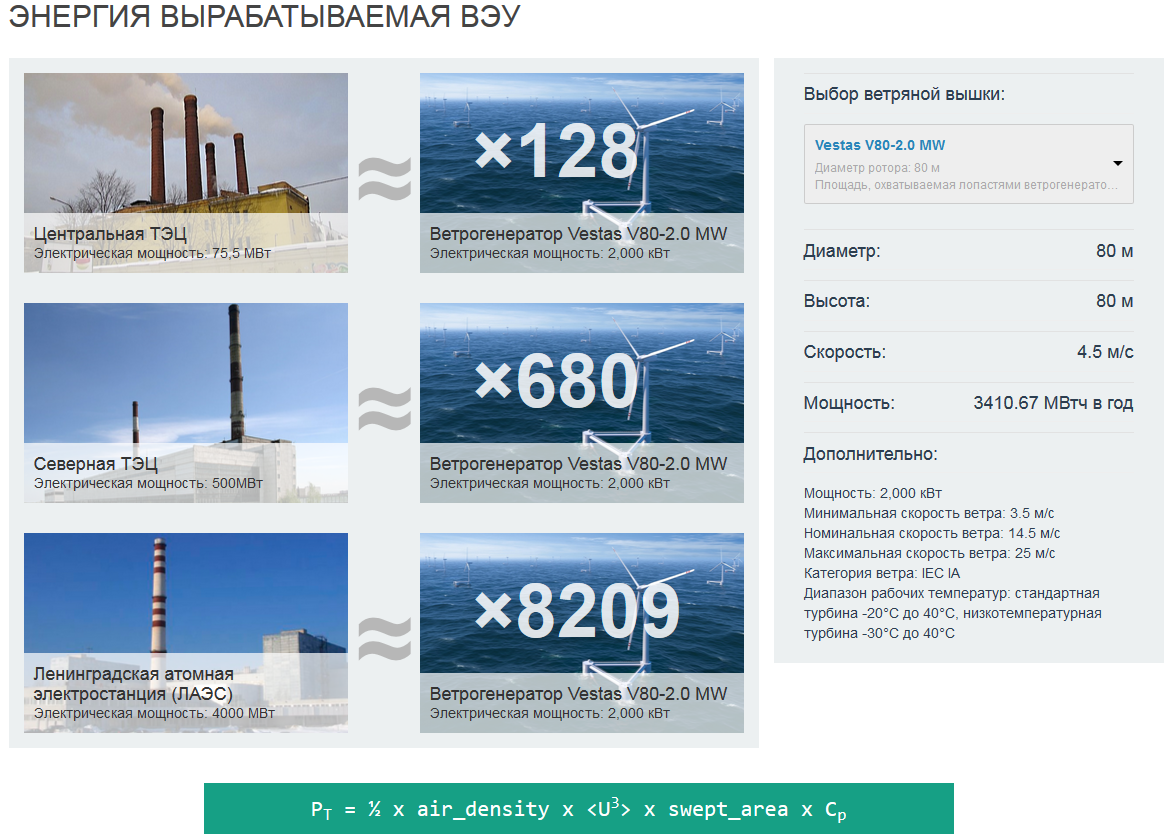 ЭНЕРГИЯ ВЫРАБАТЫВАЕМАЯ ВЭУ
×128
Центральная ТЭЦ
Электрическая мощность: 75,5 МВт
Ветрогенератор Vestas V80-2.0 MW
Электрическая мощность: 2,000 кВт
×680
Северная ТЭЦ
Электрическая мощность: 500МВт
Ветрогенератор Vestas V80-2.0 MW
Электрическая мощность: 2,000 кВт
×8209
Ленинградская атомная
электростанция (ЛАЭС)
Электрическая мощность: 4000 МВт
Ветрогенератор Vestas V80-2.0 MW
Электрическая мощность: 2,000 кВт
Выбор ветряной вышки:
Vestas V80-2.0 MW
Диаметр ротора: 80 м
Площадь, охватываемая лопастями ветрогенерато...
Диаметр: 80 м
Высота: 80 м
Скорость: 4.5 м/с
Мощность: 3410.67 МВтч в год
Дополнительно:
Мощность: 2,000 кВт
Минимальная скорость ветра: 3.5 м/с
Номинальная скорость ветра: 14.5 м/с
Максимальная скорость ветра: 25 м/с
Категория ветра: IEC IA
Диапазон рабочих температур: стандартная
турбина -20°C до 40°C, низкотемпературная
турбина -30°C до 40°C
P_T = ½ x air_density x <U³> x swept_area x C_p